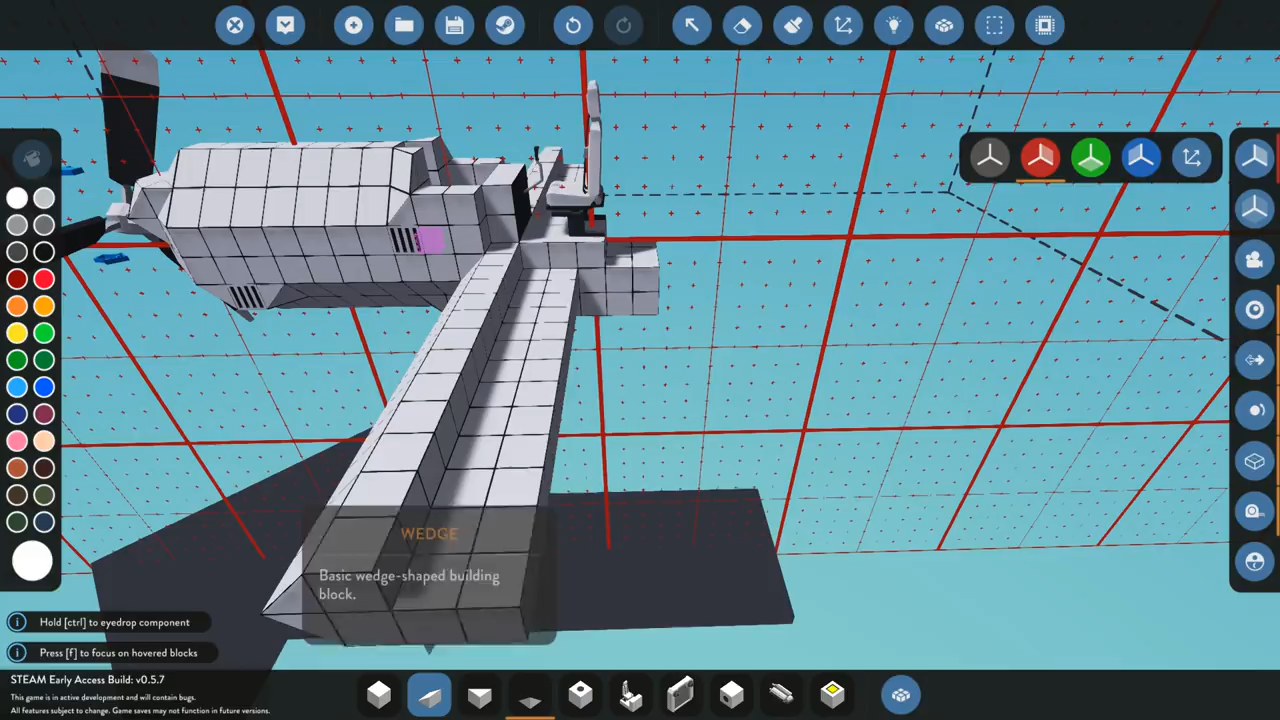 WEDGE
Basic wedge-shaped building
block.
Hold [ctrl] to eyedrop component
Press [f] to focus on hovered blocks
STEAM Early Access Build: v0.5.7
This game is in active development and will contain bugs.
All features subject to change. Game saves may not function in future versions.